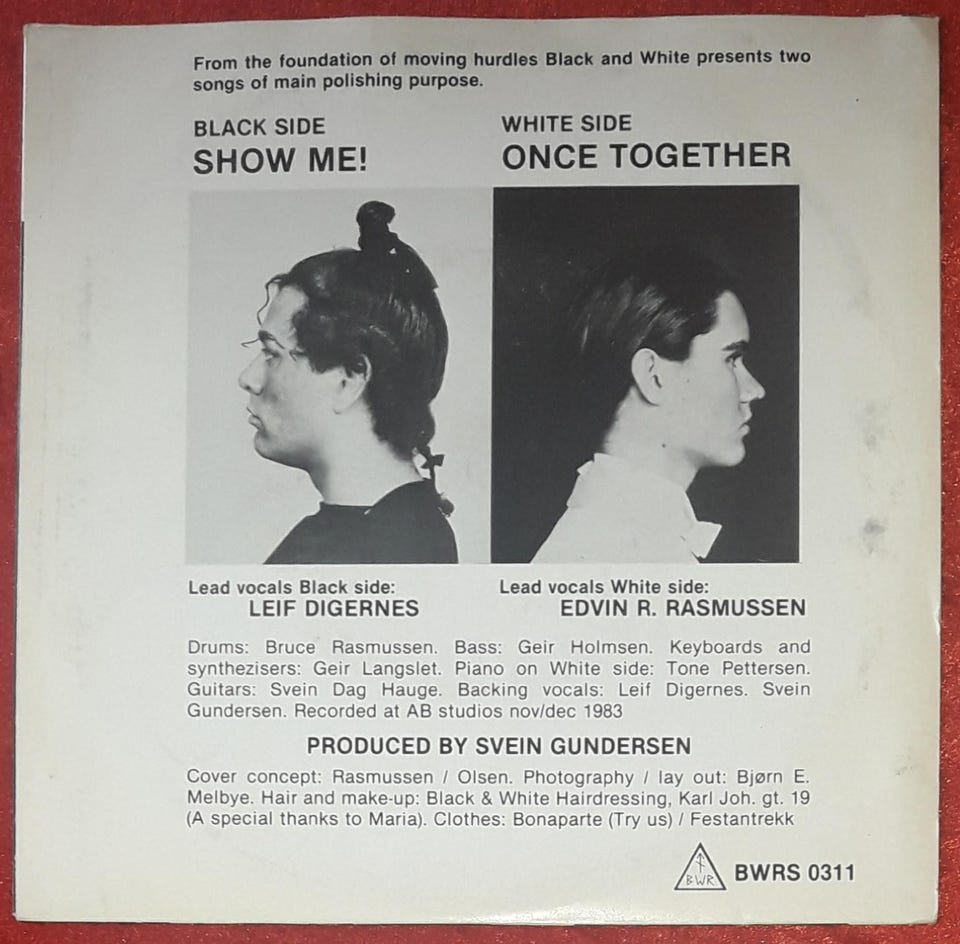 From the foundation of moving hurdles Black and White presents two
songs of main polishing purpose.
BLACK SIDE
SHOW ME!
WHITE SIDE
ONCE TOGETHER
Lead vocals Black side:
LEIF DIGERNES
Lead vocals White side:
EDVIN R. RASMUSSEN
Drums: Bruce Rasmussen. Bass: Geir Holmsen. Keyboards and
synthezisers: Geir Langslet. Piano on White side: Tone Pettersen.
Guitars: Svein Dag Hauge. Backing vocals: Leif Digernes. Svein
Gundersen. Recorded at AB studios nov/dec 1983
PRODUCED BY SVEIN GUNDERSEN
Cover concept: Rasmussen / Olsen. Photography / lay out: Bjørn E.
Melbye. Hair and make-up: Black & White Hairdressing, Karl Joh. gt. 19
(A special thanks to Maria). Clothes: Bonaparte (Try us) / Festantrekk
B.W.R. BWRS 0311